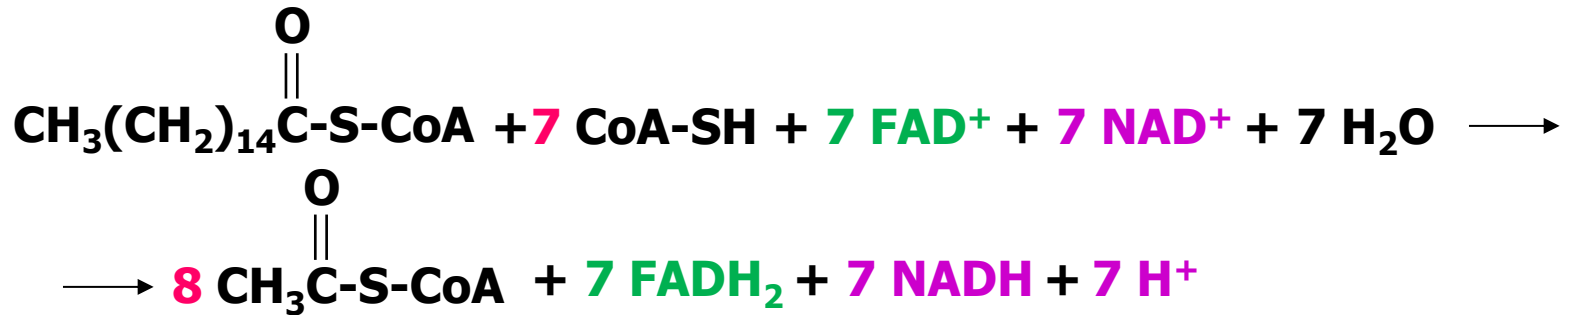 O
CH₃(CH₂)₁₄C-S-CoA +7 CoA-SH + 7 FAD⁺ + 7 NAD⁺ + 7 H₂O
O
8 CH₃C-S-CoA + 7 FADH₂ + 7 NADH + 7 H⁺